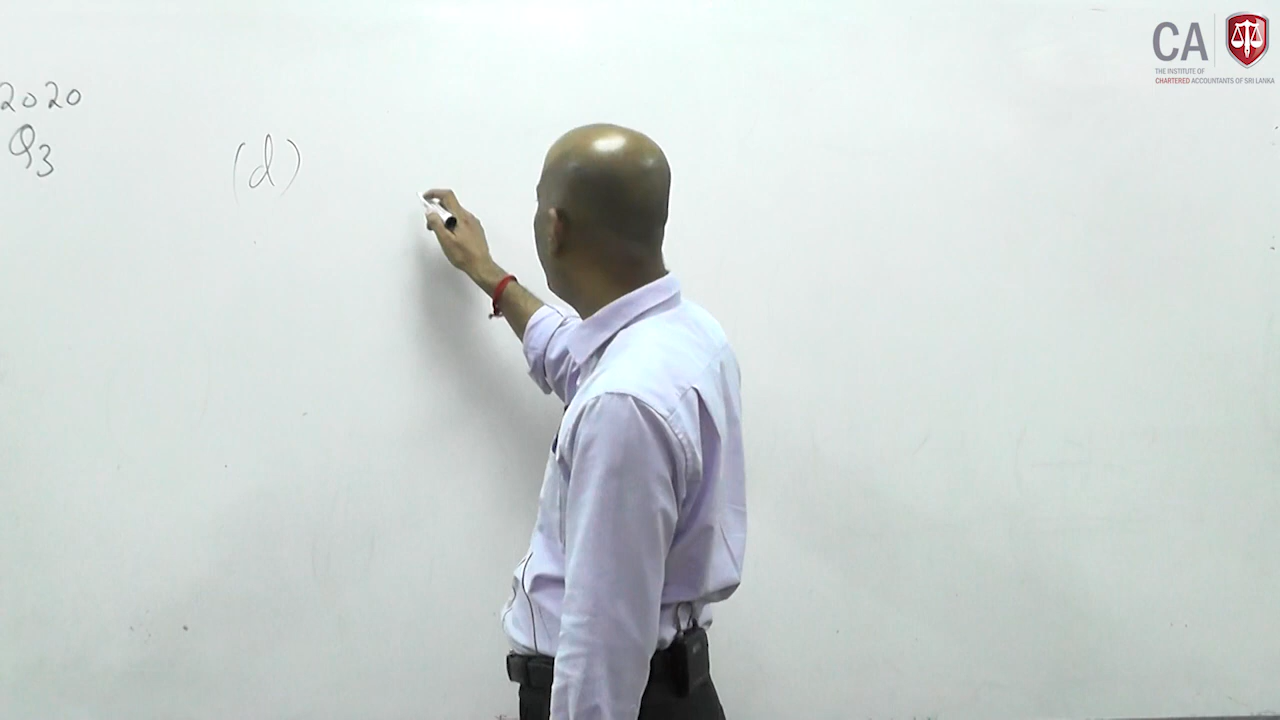 2020
Q3
(d)
CA
THE INSTITUTE OF
CHARTERED ACCOUNTANTS OF SRI LANKA